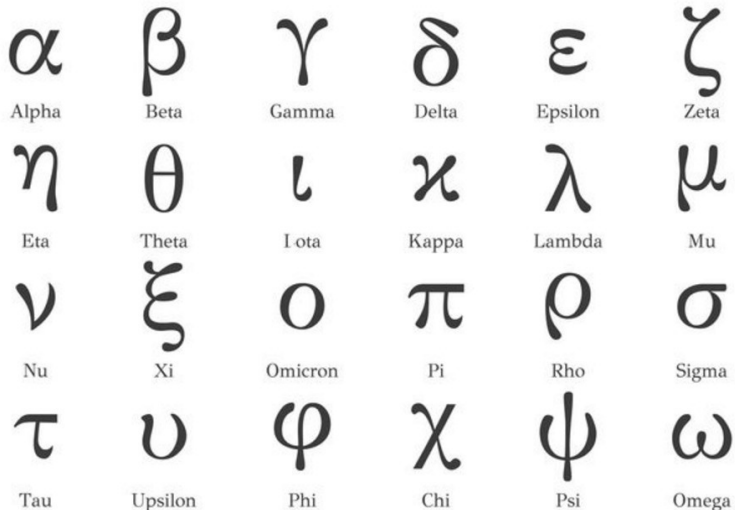 α β γ δ ε ζ
Alpha Beta Gamma Delta Epsilon Zeta
η θ ι ϰ λ μ
Eta Theta I ota Kappa Lambda Mu
ν ξ ο π ρ σ
Nu Xi Omicron Pi Rho Sigma
τ υ φ χ ψ ω
Tau Upsilon Phi Chi Psi Omega